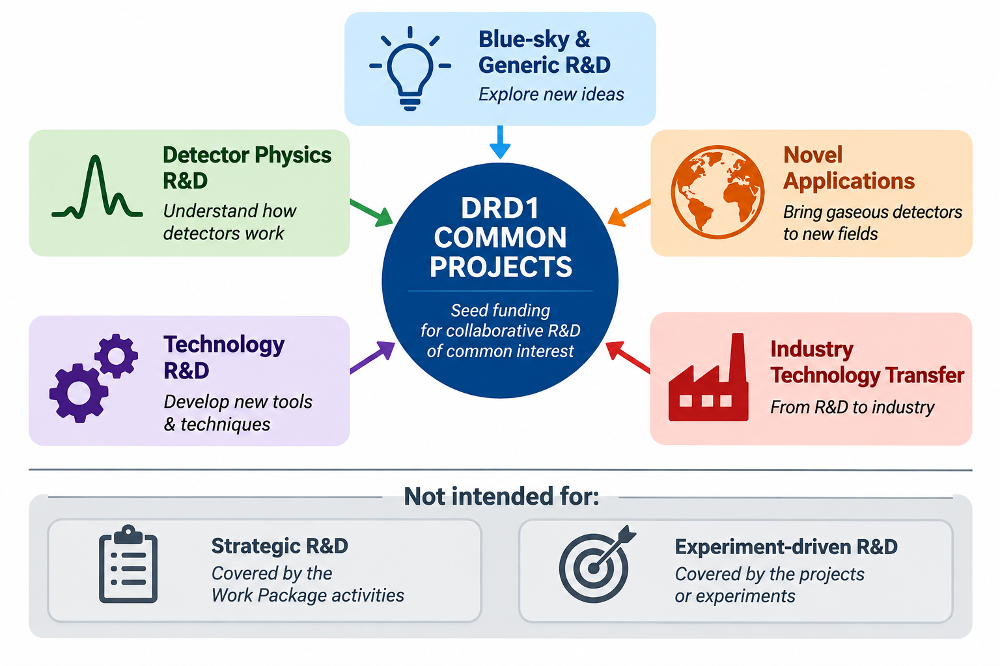 Blue-sky &
Generic R&D
Explore new ideas
Detector Physics
R&D
Understand how
detectors work
Novel
Applications
Bring gaseous detectors
to new fields
DRD1
COMMON
PROJECTS
Seed funding
for collaborative R&D
of common interest
Technology
R&D
Develop new tools
& techniques
Industry
Technology Transfer
From R&D to industry
Not intended for:
Strategic R&D
Covered by the
Work Package activities
Experiment-driven R&D
Covered by the projects
or experiments